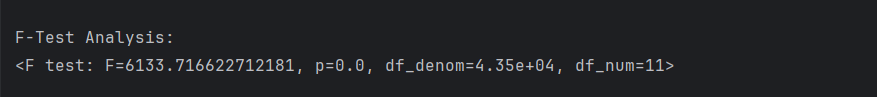 F-Test Analysis:
<F test: F=6133.716622712181, p=0.0, df_denom=4.35e+04, df_num=11>